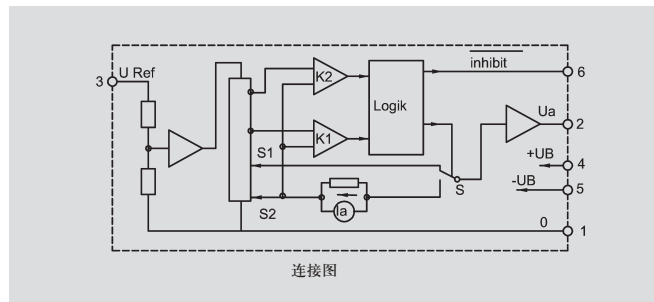 inhibit
3 U Ref
6
K2
Logik
Ua
2
K1
S1
+UB
4
S
-UB
5
S2
Ia
0
1
连接图